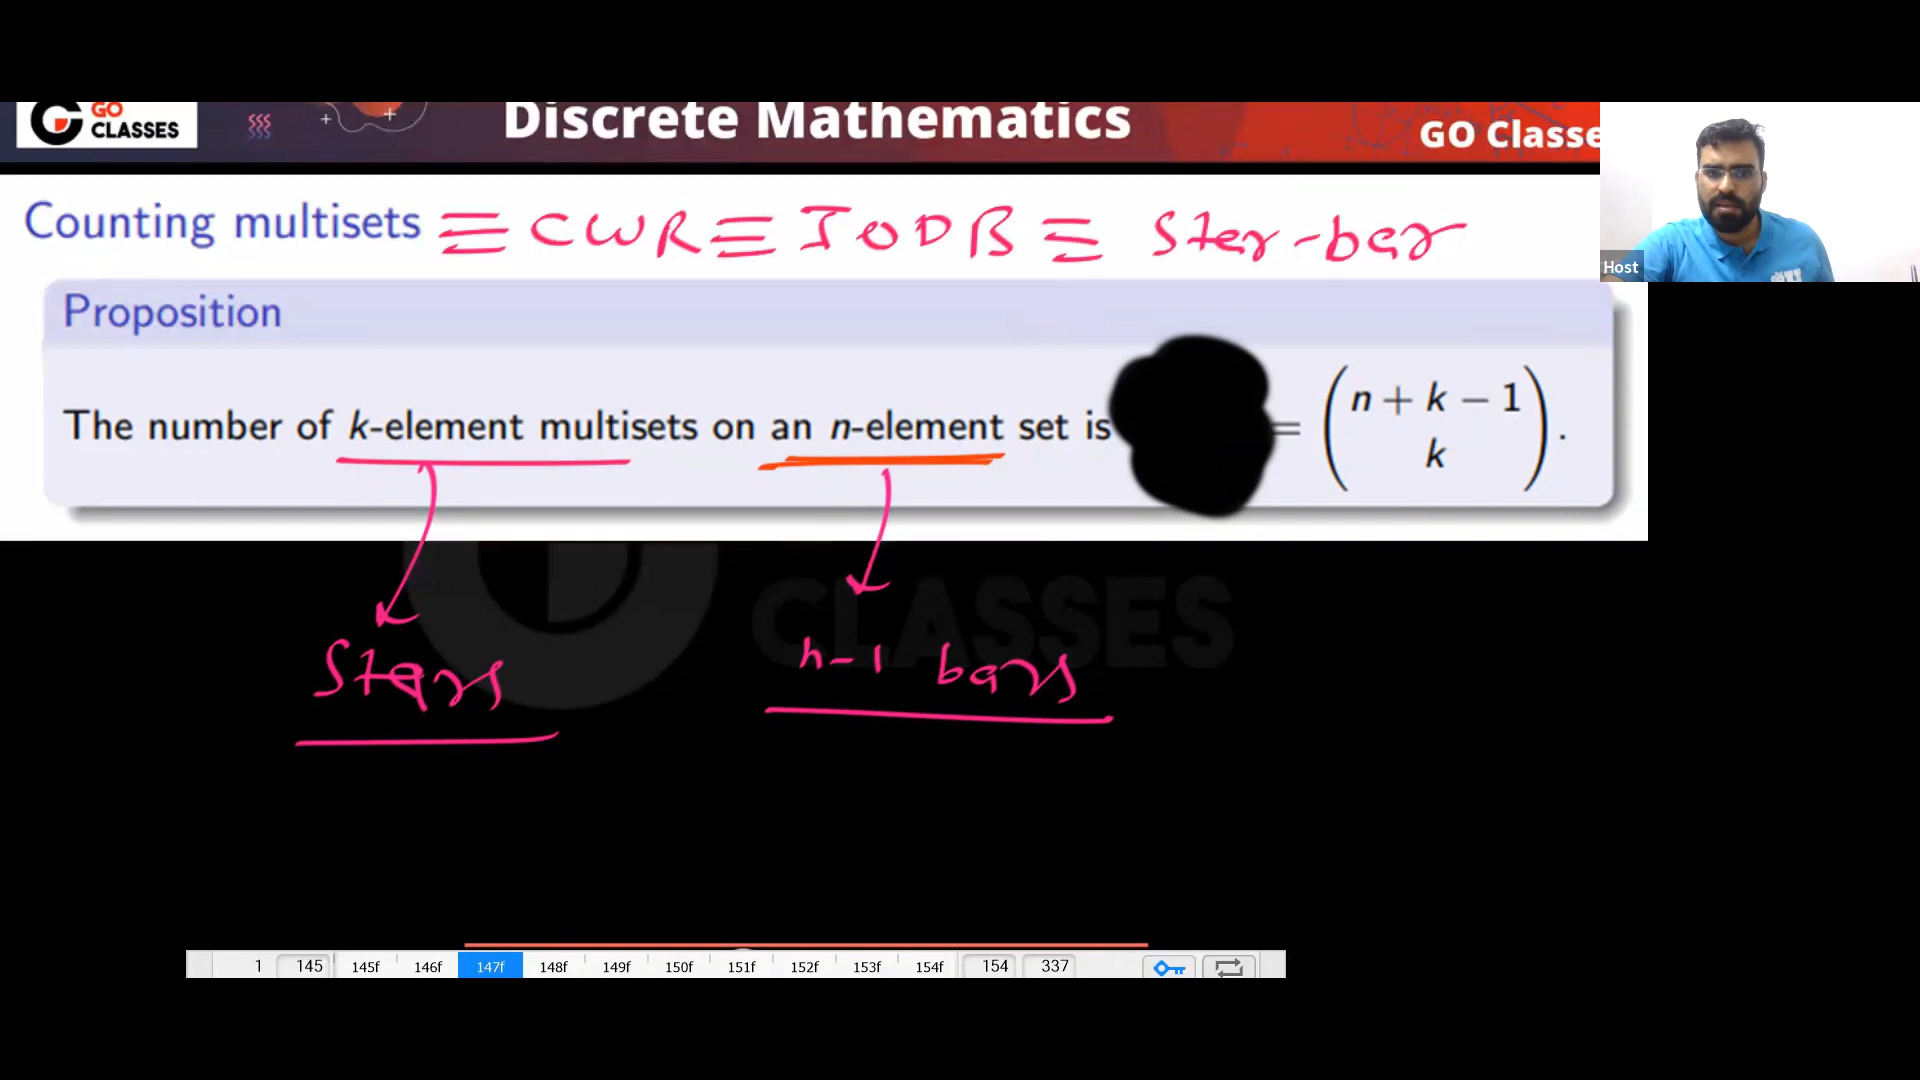 GO
CLASSES
Discrete Mathematics
GO Classe
Counting multisets ≡ CWR ≡ IODB ≡ Star-bar
Host
Proposition
The number of k-element multisets on an n-element set is = (n + k − 1
k).
CLASSES
Stars
n-1 bars
1 145 145f 146f 147f 148f 149f 150f 151f 152f 153f 154f 154 337